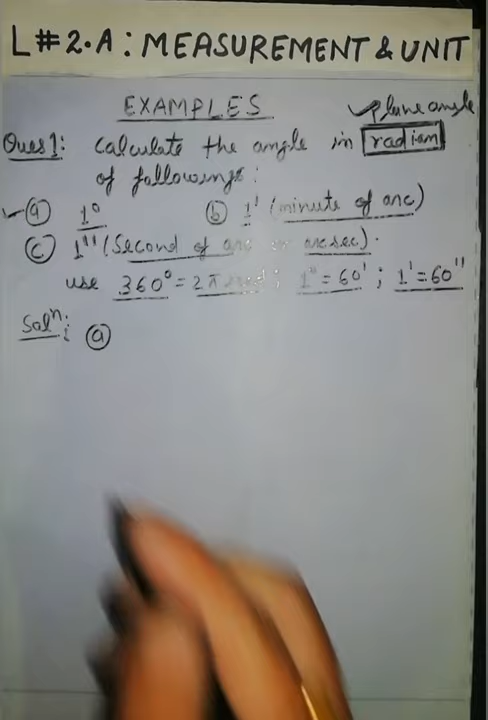 L#2.A: MEASUREMENT & UNIT
EXAMPLES
Plane angle
Ques 1: Calculate the angle in radian
of followings:
(a) 1° (b) 1' (minute of arc)
(c) 1'' (Second of arc or arcsec).
use 360° = 2π rad; 1° = 60'; 1' = 60''
Solⁿ: (a)